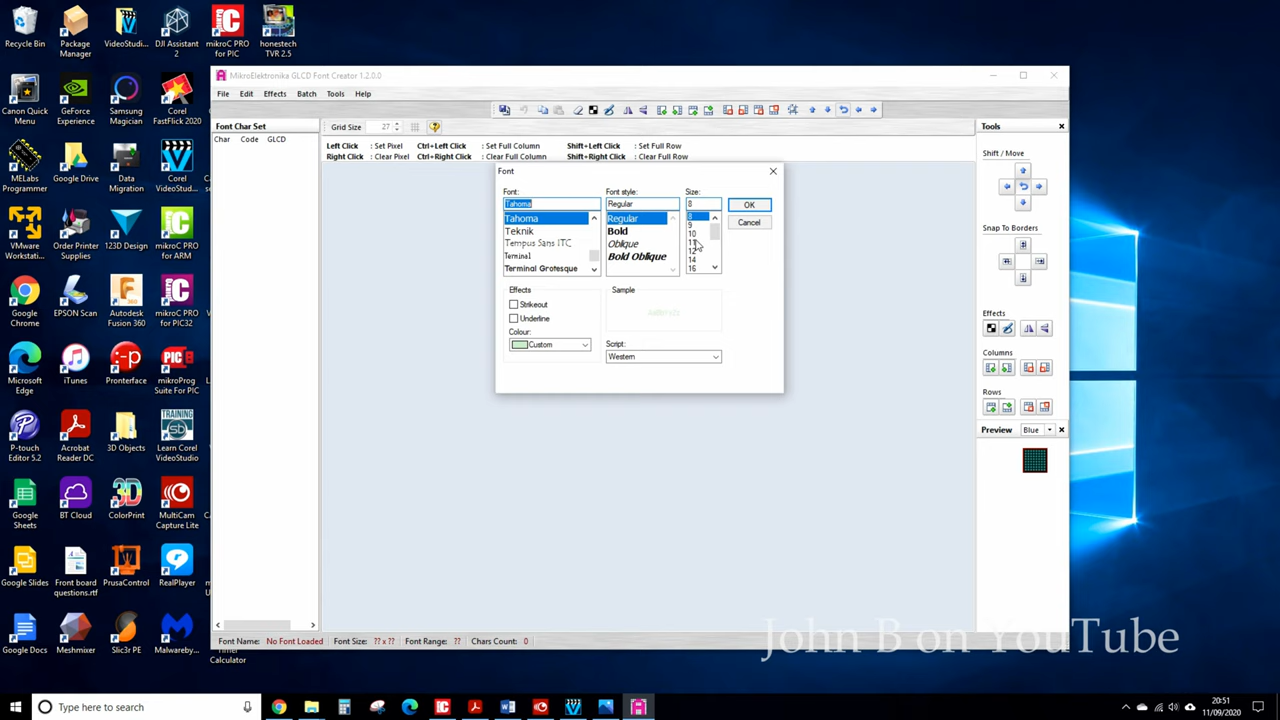 Recycle Bin
Package Manager
VideoStudi...
DJI Assistant 2
mikroC PRO for PIC
honestech TVR 2.5
Canon Quick Menu
GeForce Experience
Samsung Magician
Corel FastFlick 2020
MELabs Programmer
Google Drive
Data Migration
Corel VideoStudi...
VMware Workstati...
Order Printer Supplies
123D Design
mikroC PRO for ARM
Google Chrome
EPSON Scan
Autodesk Fusion 360
mikroC PRO for PIC32
Microsoft Edge
iTunes
Pronterface
mikroProg Suite For PIC
P-touch Editor 5.2
Acrobat Reader DC
3D Objects
Learn Corel VideoStudio
Google Sheets
BT Cloud
ColorPrint
MultiCam Capture Lite
Google Slides
Front board questions.rtf
PrusaControl
RealPlayer
Google Docs
Meshmixer
Slic3r PE
Malwareby...
Calculator
MikroElektronika GLCD Font Creator 1.2.0.0
File Edit Effects Batch Tools Help
Font Char Set
Char Code GLCD
Grid Size 27
Left Click : Set Pixel Ctrl+Left Click : Set Full Column Shift+Left Click : Set Full Row
Right Click : Clear Pixel Ctrl+Right Click : Clear Full Column Shift+Right Click : Clear Full Row
Font
Font: Font style: Size:
Tahoma Regular 8 OK
Tahoma Regular 8
Teknik Bold 9 Cancel
Tempus Sans ITC Oblique 10
Terminal Bold Oblique 11
Terminal Grotesque 12
14
16
Effects
Strikeout
Underline
Colour:
Custom
Sample
AaBbYyZz
Script:
Western
Tools
Shift / Move
Snap To Borders
Effects
Columns
Rows
Preview Blue
Font Name: No Font Loaded Font Size: ?? x ?? Font Range: ?? Chars Count: 0
John B on YouTube
Type here to search
20:51
11/09/2020